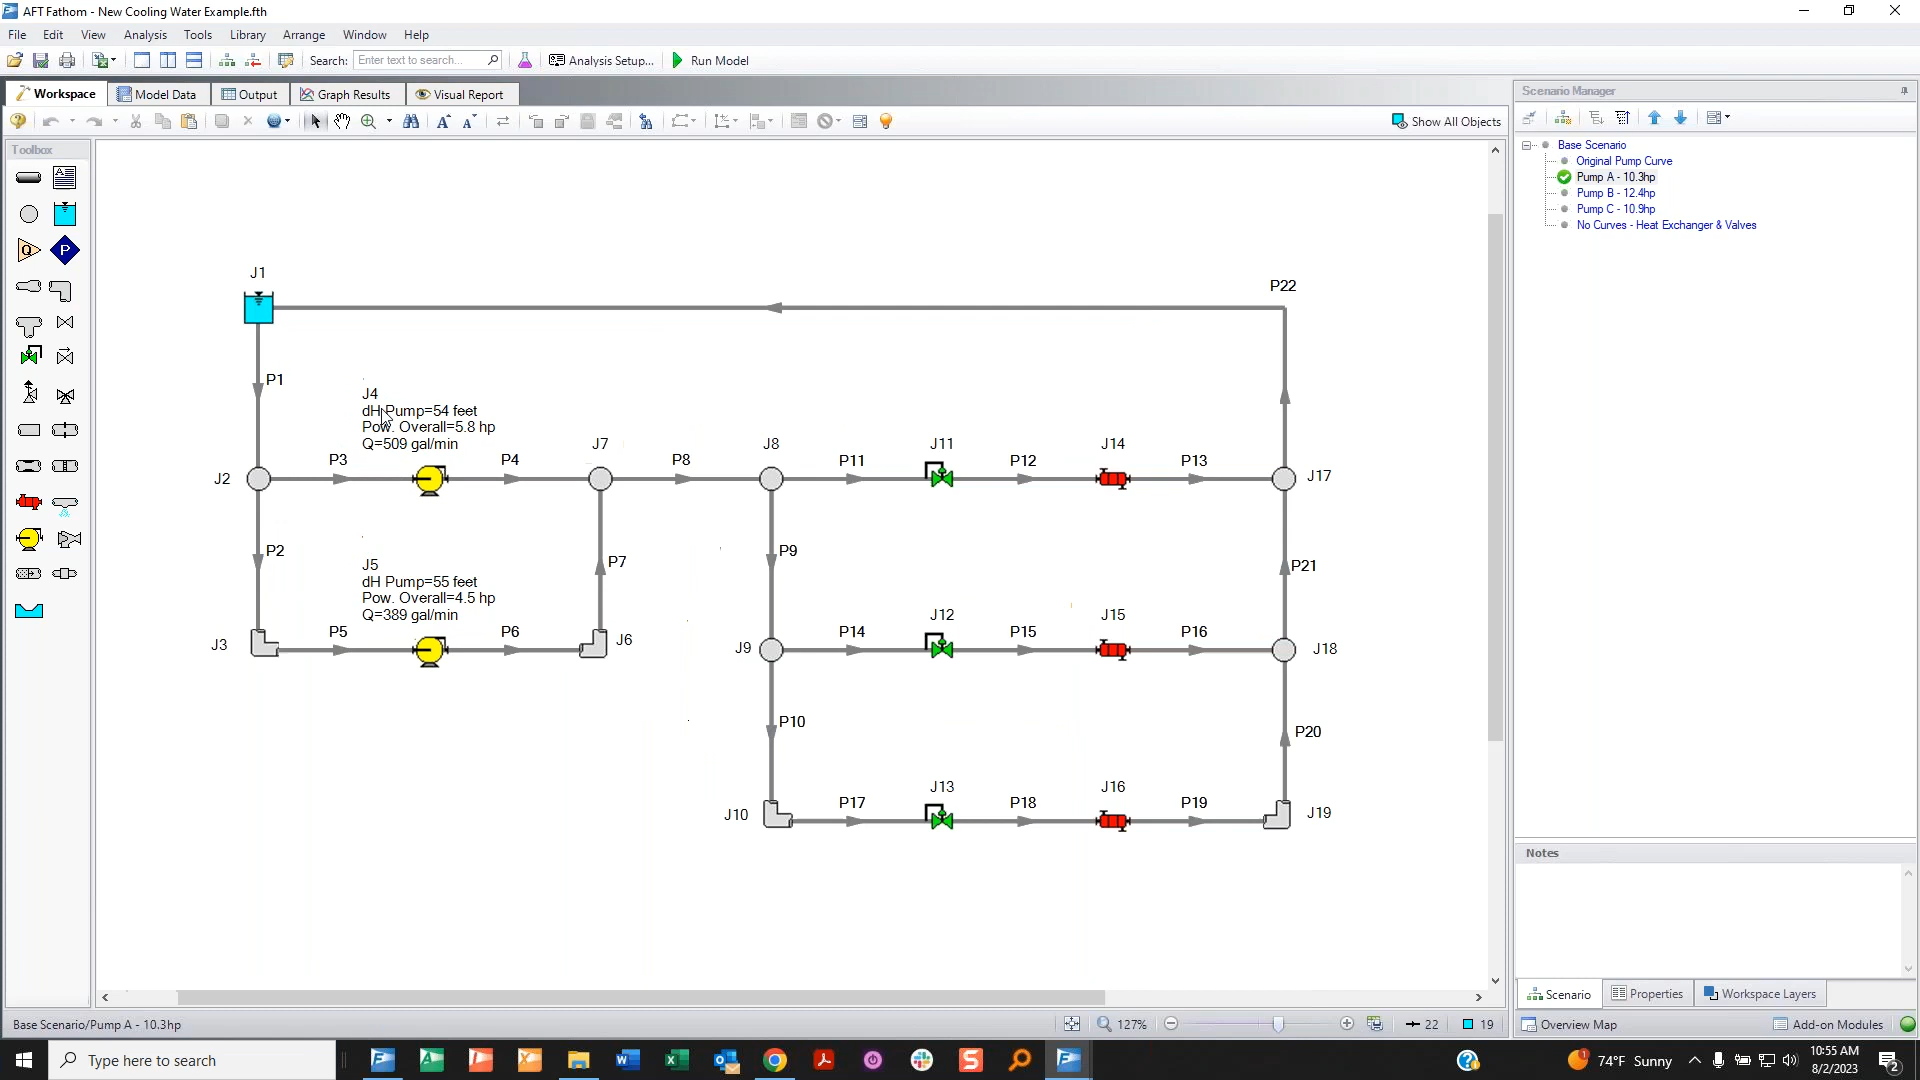 AFT Fathom - New Cooling Water Example.fth
File Edit View Analysis Tools Library Arrange Window Help
Search: Enter text to search... Analysis Setup... Run Model
Workspace Model Data Output Graph Results Visual Report
Show All Objects
Toolbox
Q P
J1
P22
P1
J4
dH Pump=54 feet
Pow. Overall=5.8 hp
Q=509 gal/min
J2 P3 P4 J7 P8 J8 P11 J11 P12 J14 P13 J17
P2
J5
dH Pump=55 feet
Pow. Overall=4.5 hp
Q=389 gal/min
P7 P9 P21
J3 P5 P6 J6 J9 P14 J12 P15 J15 P16 J18
P10 P20
J10 P17 J13 P18 J16 P19 J19
Scenario Manager
Base Scenario
Original Pump Curve
Pump A - 10.3hp
Pump B - 12.4hp
Pump C - 10.9hp
No Curves - Heat Exchanger & Valves
Notes
Scenario Properties Workspace Layers
Base Scenario/Pump A - 10.3hp 127% 22 19 Overview Map Add-on Modules
Type here to search
74°F Sunny
10:55 AM
8/2/2023
2